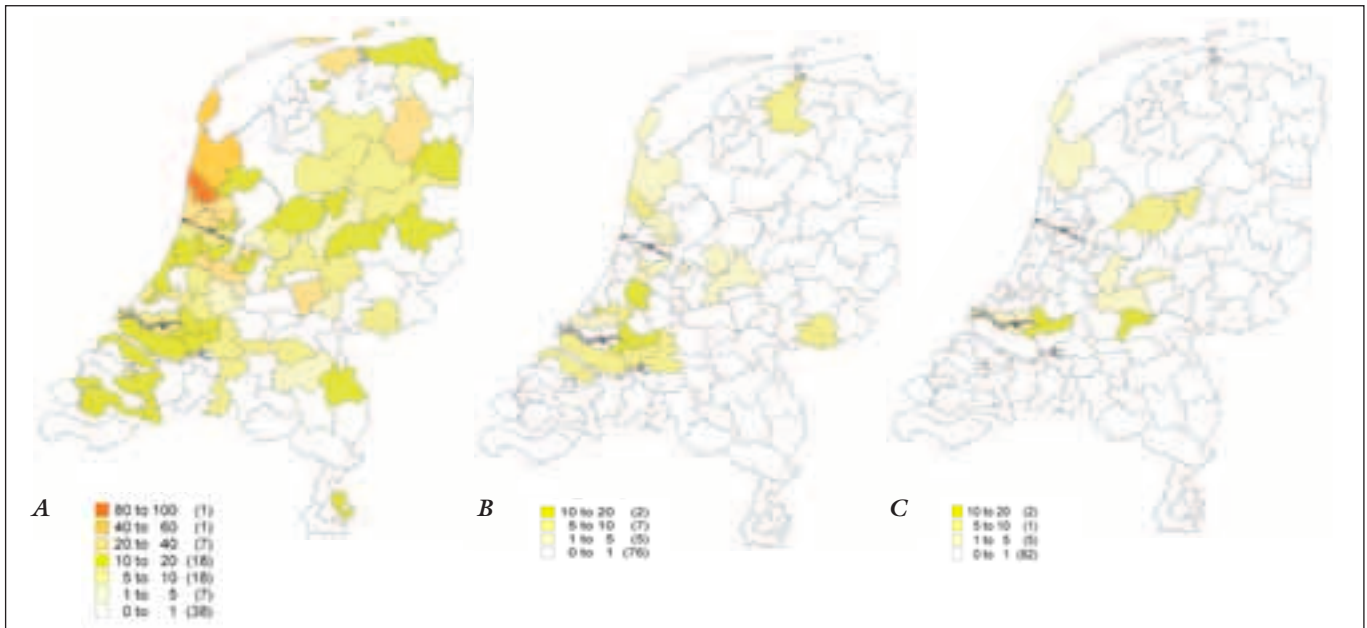 A
80 to 100 (1)
40 to 60 (1)
20 to 40 (7)
10 to 20 (18)
5 to 10 (18)
1 to 5 (7)
0 to 1 (38)
B
10 to 20 (2)
5 to 10 (7)
1 to 5 (5)
0 to 1 (76)
C
10 to 20 (2)
5 to 10 (1)
1 to 5 (5)
0 to 1 (82)